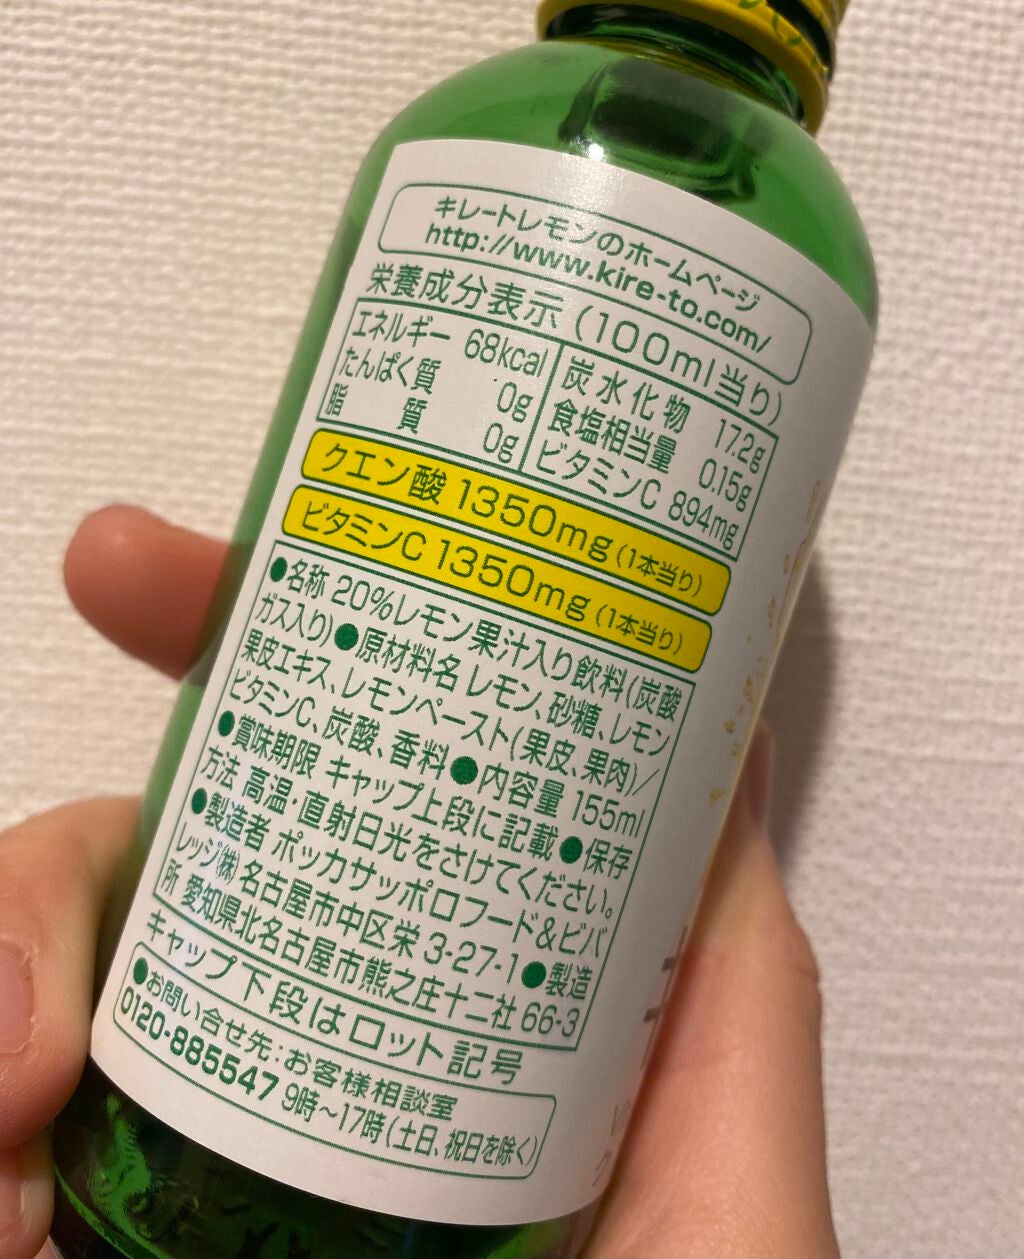 キレートレモンのホームページ
http://www.kire-to.com/
栄養成分表示(100ml当り)
エネルギー 68kcal 炭水化物 17.2g
たんぱく質 0g 食塩相当量 0.15g
脂質 0g ビタミンC 894mg
クエン酸 1350mg(1本当り)
ビタミンC 1350mg(1本当り)
●名称 20%レモン果汁入り飲料(炭酸
ガス入り)●原材料名 レモン、砂糖、レモン
果皮エキス、レモンペースト(果皮、果肉)/
ビタミンC、炭酸、香料●内容量 155ml
●賞味期限 キャップ上段に記載●保存
方法 高温・直射日光をさけてください。
●製造者 ポッカサッポロフード&ビバ
レッジ(株)名古屋市中区栄 3-27-1●製造
所 愛知県北名古屋市熊之庄十二社 66-3
キャップ下段はロット記号
●お問い合せ先:お客様相談室
0120-885547 9時〜17時(土日、祝日を除く)